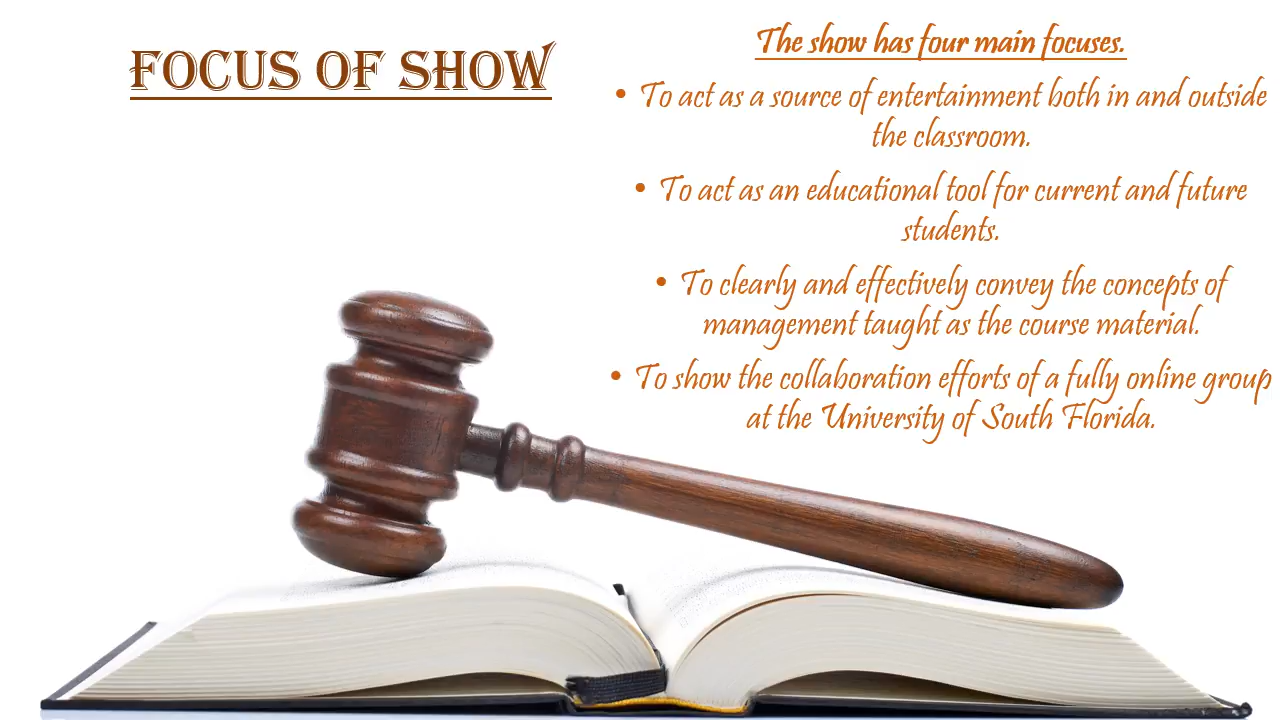 FOCUS OF SHOW
The show has four main focuses.
• To act as a source of entertainment both in and outside
the classroom.
• To act as an educational tool for current and future
students.
• To clearly and effectively convey the concepts of
management taught as the course material.
• To show the collaboration efforts of a fully online group
at the University of South Florida.